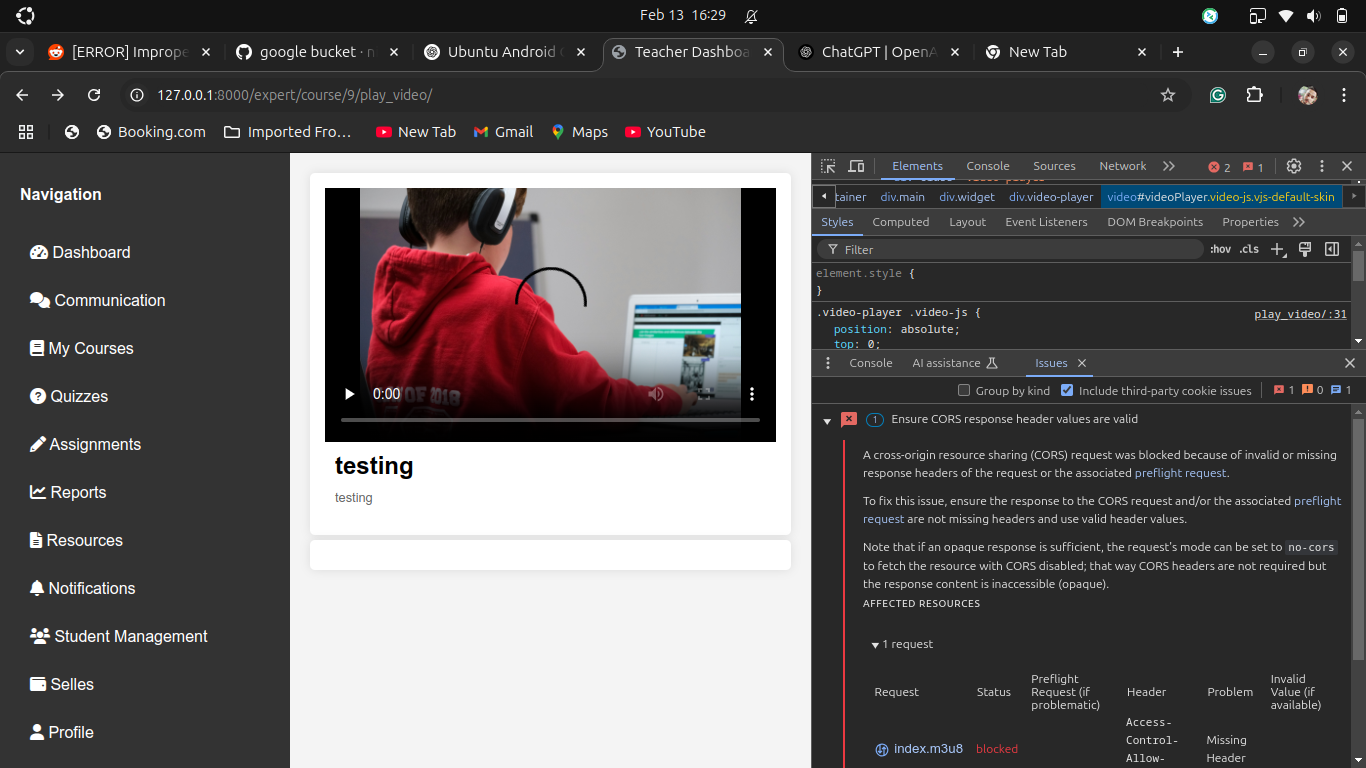 Feb 13 16:29
[ERROR] Imprope
google bucket · n
Ubuntu Android
Teacher Dashboa
ChatGPT | OpenA
New Tab
127.0.0.1:8000/expert/course/9/play_video/
Booking.com
Imported Fro…
New Tab
Gmail
Maps
YouTube
Navigation
Dashboard
Communication
My Courses
Quizzes
Assignments
Reports
Resources
Notifications
Student Management
Selles
Profile
0:00
testing
testing
Elements Console Sources Network 2 1
tainer div.main div.widget div.video-player video#videoPlayer.video-js.vjs-default-skin
Styles Computed Layout Event Listeners DOM Breakpoints Properties
Filter :hov .cls
element.style {
}
.video-player .video-js { play_video/:31
position: absolute;
top: 0;
Console AI assistance Issues
Group by kind Include third-party cookie issues 1 0 1
1 Ensure CORS response header values are valid
A cross-origin resource sharing (CORS) request was blocked because of invalid or missing
response headers of the request or the associated preflight request.
To fix this issue, ensure the response to the CORS request and/or the associated preflight
request are not missing headers and use valid header values.
Note that if an opaque response is sufficient, the request's mode can be set to no-cors
to fetch the resource with CORS disabled; that way CORS headers are not required but
the response content is inaccessible (opaque).
AFFECTED RESOURCES
1 request
Request Status Preflight Request (if problematic) Header Problem Invalid Value (if available)
index.m3u8 blocked Access-Control-Allow- Missing Header